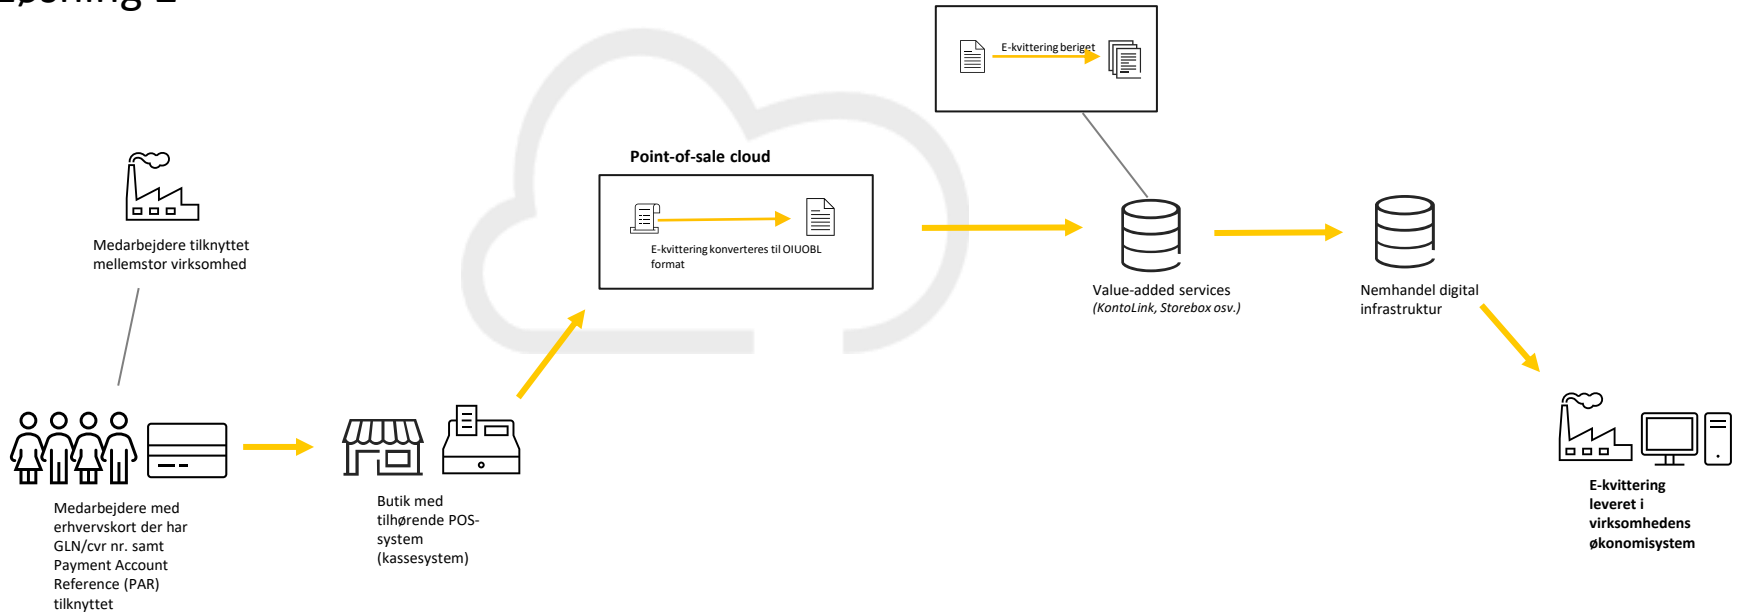 E-kvittering beriget
Point-of-sale cloud
E-kvittering konverteres til OIUOBL
format
Medarbejdere tilknyttet
mellemstor virksomhed
Value-added services
(KontoLink, Storebox osv.)
Nemhandel digital
infrastruktur
Medarbejdere med
erhvervskort der har
GLN/cvr nr. samt
Payment Account
Reference (PAR)
tilknyttet
Butik med
tilhørende POS-
system
(kassesystem)
E-kvittering
leveret i
virksomhedens
økonomisystem